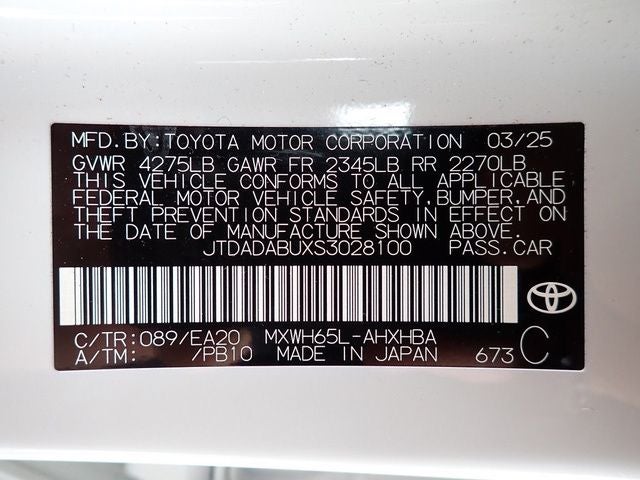 MFD.BY:TOYOTA MOTOR CORPORATION 03/25
GVWR 4275LB GAWR FR 2345LB RR 2270LB
THIS VEHICLE CONFORMS TO ALL APPLICABLE
FEDERAL MOTOR VEHICLE SAFETY,BUMPER,AND
THEFT PREVENTION STANDARDS IN EFFECT ON
THE DATE OF MANUFACTURE SHOWN ABOVE.
JTDADABUXS3028100 PASS.CAR
C/TR:089/EA20 MXWH65L-AHXHBA
A/TM: /PB10 MADE IN JAPAN 673 C